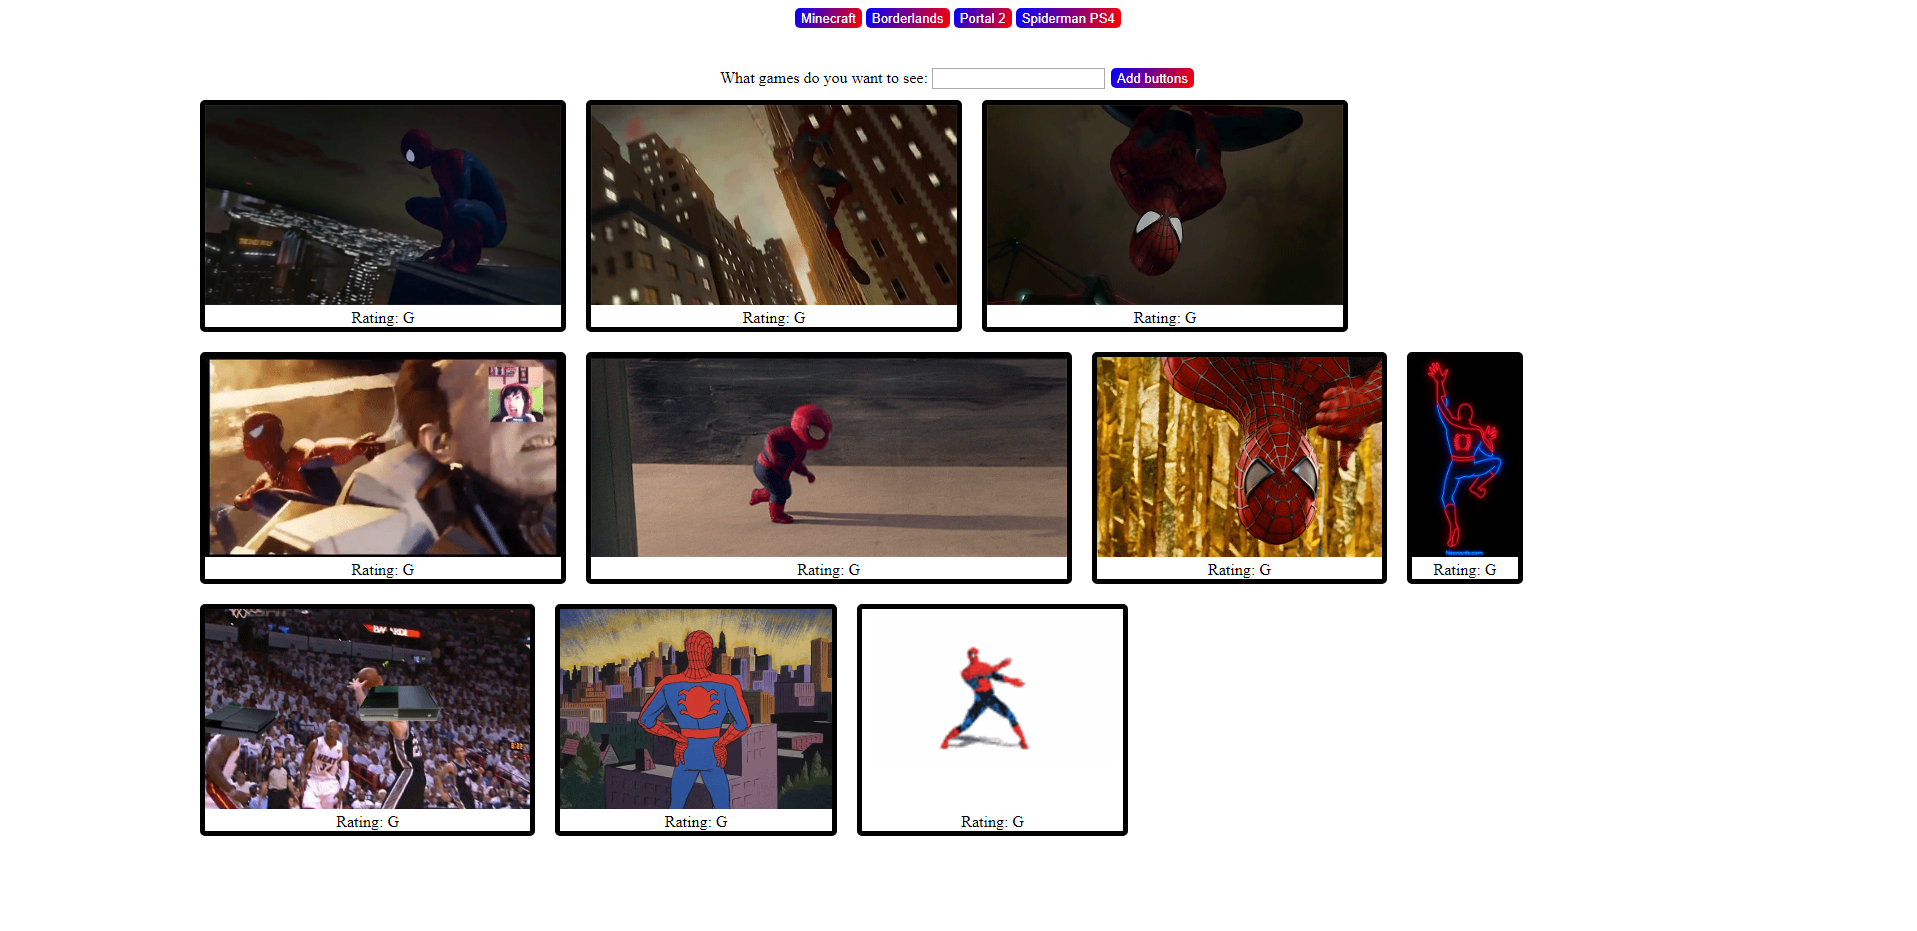 Minecraft Borderlands Portal 2 Spiderman PS4
What games do you want to see: Add buttons
Rating: G Rating: G Rating: G
Rating: G Rating: G Rating: G Rating: G
Rating: G Rating: G Rating: G